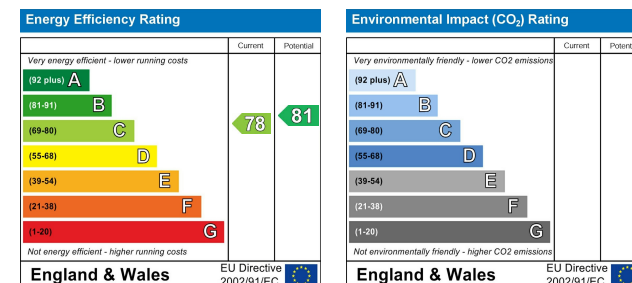 Energy Efficiency Rating
Current Potential
Very energy efficient - lower running costs
(92 plus) A
(81-91) B
(69-80) C
(55-68) D
(39-54) E
(21-38) F
(1-20) G
78
81
Not energy efficient - higher running costs
England & Wales
EU Directive
2002/91/EC
Environmental Impact (CO₂) Rating
Current Potent
Very environmentally friendly - lower CO2 emissions
(92 plus) A
(81-91) B
(69-80) C
(55-68) D
(39-54) E
(21-38) F
(1-20) G
Not environmentally friendly - higher CO2 emissions
England & Wales
EU Directive
2002/91/EC